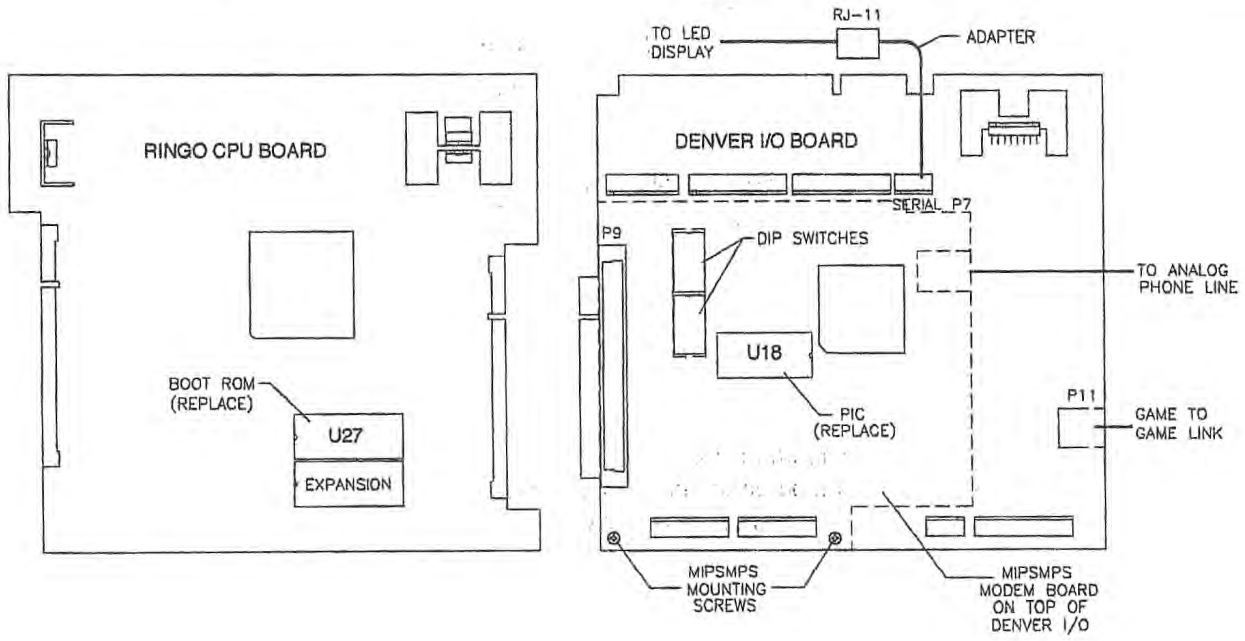 RJ-11
TO LED
DISPLAY
ADAPTER
RINGO CPU BOARD
DENVER I/O BOARD
SERIAL P7
P9
DIP SWITCHES
TO ANALOG
PHONE LINE
U18
BOOT ROM
(REPLACE)
U27
EXPANSION
PIC
(REPLACE)
P11
GAME TO
GAME LINK
MIPSMPS
MOUNTING
SCREWS
MIPSMPS
MODEM BOARD
ON TOP OF
DENVER I/O